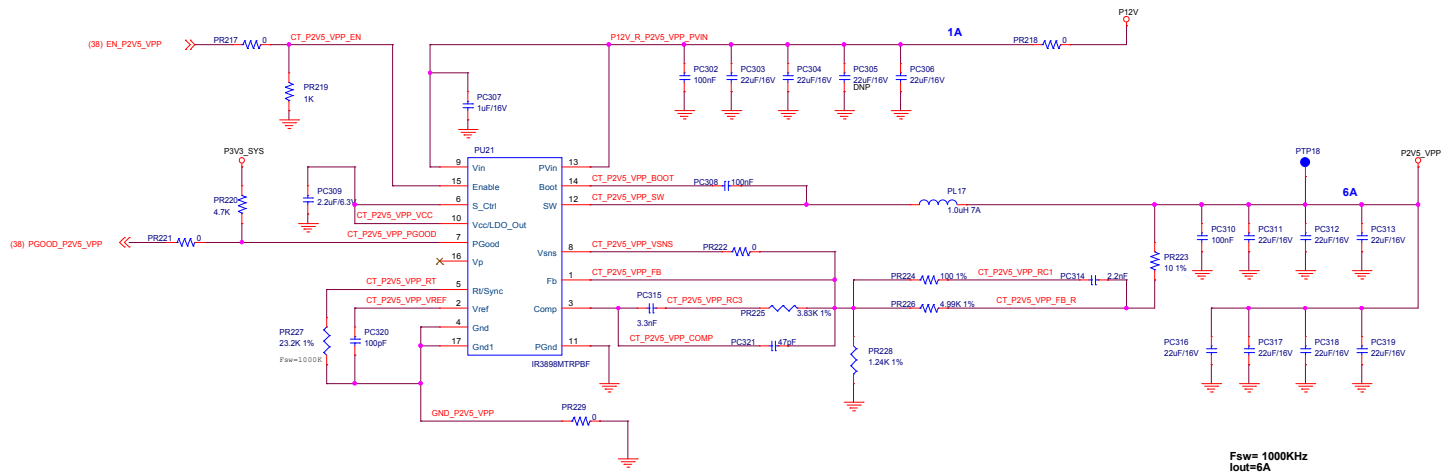 P12V
(38) EN_P2V5_VPP
PR217
0
CT_P2V5_VPP_EN
P12V_R_P2V5_VPP_PVIN
1A
PR218
0
PR219
1K
PC302
100nF
PC303
22uF/16V
PC304
22uF/16V
PC305
22uF/16V
DNP
PC306
22uF/16V
PC307
1uF/16V
P3V3_SYS
PU21
PTP18
P2V5_VPP
9
Vin
PVin
13
15
Enable
Boot
14
CT_P2V5_VPP_BOOT
PC308
100nF
6
S_Ctrl
SW
12
CT_P2V5_VPP_SW
PL17
1.0uH 7A
6A
PC309
2.2uF/6.3V
PR220
4.7K
CT_P2V5_VPP_VCC
10
Vcc/LDO_Out
(38) PGOOD_P2V5_VPP
PR221
0
CT_P2V5_VPP_PGOOD
7
PGood
Vsns
8
CT_P2V5_VPP_VSNS
PR222
0
16
Vp
Fb
1
CT_P2V5_VPP_FB
PC310
100nF
PC311
22uF/16V
PC312
22uF/16V
PC313
22uF/16V
PR223
10 1%
CT_P2V5_VPP_RT
5
Rt/Sync
PR224
100 1%
CT_P2V5_VPP_RC1
PC314
2.2nF
CT_P2V5_VPP_VREF
2
Vref
Comp
3
PC315
3.3nF
CT_P2V5_VPP_RC3
PR225
3.83K 1%
PR226
4.99K 1%
CT_P2V5_VPP_FB_R
4
Gnd
PR227
23.2K 1%
Fsw=1000K
PC320
100pF
17
Gnd1
PGnd
11
CT_P2V5_VPP_COMP
PC321
47pF
IR3898MTRPBF
PR228
1.24K 1%
PC316
22uF/16V
PC317
22uF/16V
PC318
22uF/16V
PC319
22uF/16V
GND_P2V5_VPP
PR229
0
Fsw= 1000KHz
Iout=6A